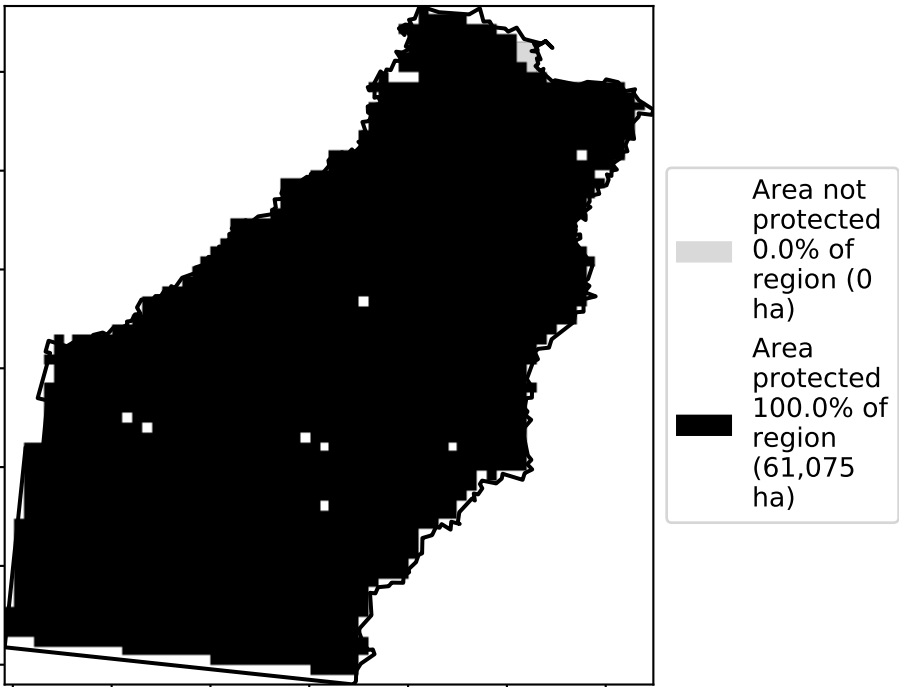 Area not
protected
0.0% of
region (0
ha)
Area
protected
100.0% of
region
(61,075
ha)